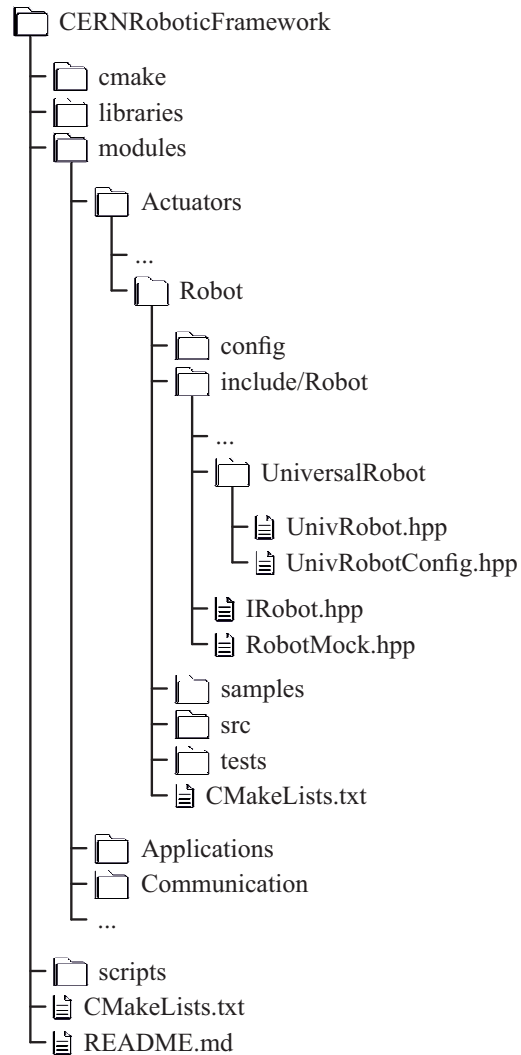 CERNRoboticFramework
cmake
libraries
modules
Actuators
...
Robot
config
include/Robot
...
UniversalRobot
UnivRobot.hpp
UnivRobotConfig.hpp
IRobot.hpp
RobotMock.hpp
samples
src
tests
CMakeLists.txt
Applications
Communication
...
scripts
CMakeLists.txt
README.md